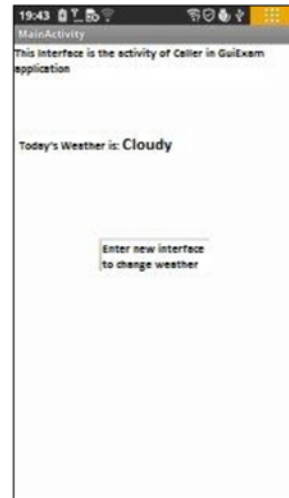 19:43
MainActivity
This Interface is the activity of Caller in GuiExam
application
Today's Weather is: Cloudy
Enter new interface
to change weather